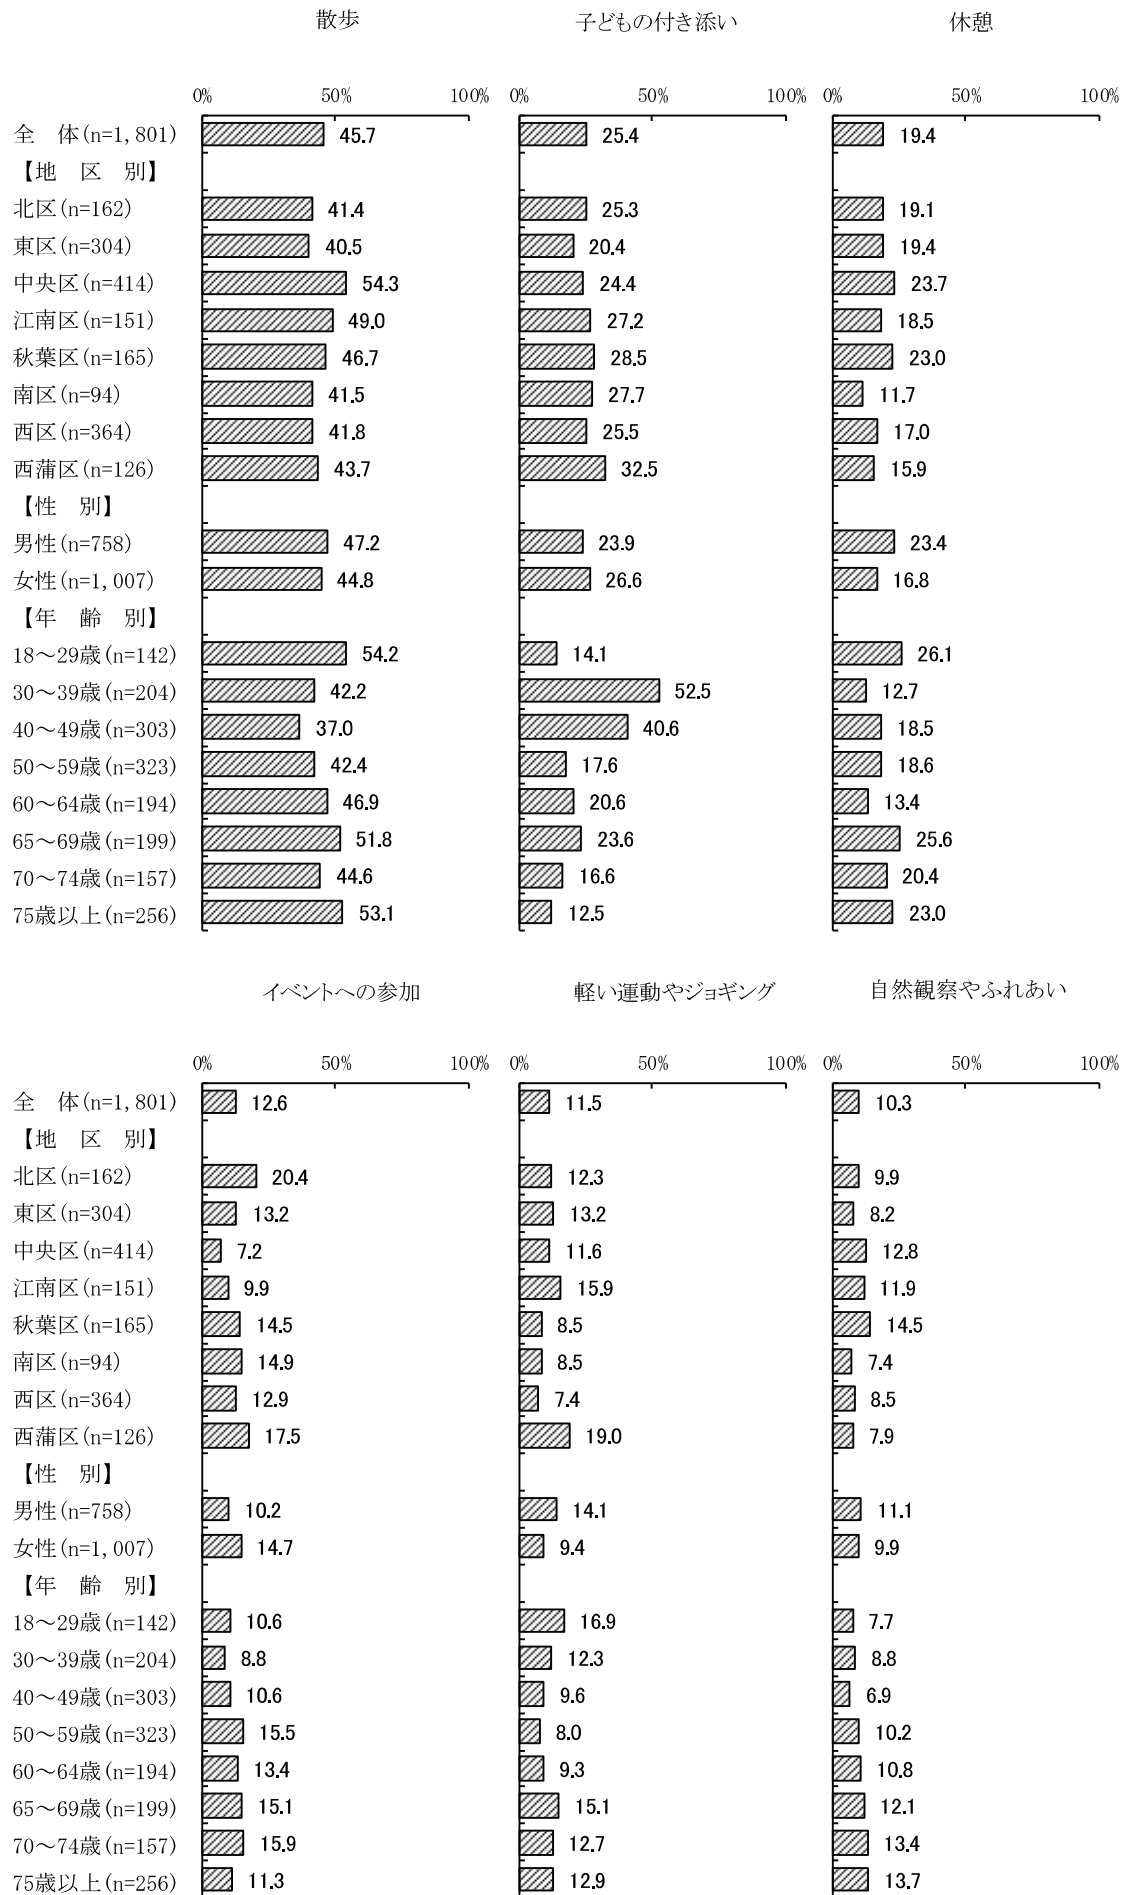 散歩 子どもの付き添い 休憩
0% 50% 100% 0% 50% 100% 0% 50% 100%
全　体(n=1,801) 45.7 25.4 19.4
【地　区　別】
北区(n=162) 41.4 25.3 19.1
東区(n=304) 40.5 20.4 19.4
中央区(n=414) 54.3 24.4 23.7
江南区(n=151) 49.0 27.2 18.5
秋葉区(n=165) 46.7 28.5 23.0
南区(n=94) 41.5 27.7 11.7
西区(n=364) 41.8 25.5 17.0
西蒲区(n=126) 43.7 32.5 15.9
【性　別】
男性(n=758) 47.2 23.9 23.4
女性(n=1,007) 44.8 26.6 16.8
【年　齢　別】
18～29歳(n=142) 54.2 14.1 26.1
30～39歳(n=204) 42.2 52.5 12.7
40～49歳(n=303) 37.0 40.6 18.5
50～59歳(n=323) 42.4 17.6 18.6
60～64歳(n=194) 46.9 20.6 13.4
65～69歳(n=199) 51.8 23.6 25.6
70～74歳(n=157) 44.6 16.6 20.4
75歳以上(n=256) 53.1 12.5 23.0
イベントへの参加 軽い運動やジョギング 自然観察やふれあい
0% 50% 100% 0% 50% 100% 0% 50% 100%
全　体(n=1,801) 12.6 11.5 10.3
【地　区　別】
北区(n=162) 20.4 12.3 9.9
東区(n=304) 13.2 13.2 8.2
中央区(n=414) 7.2 11.6 12.8
江南区(n=151) 9.9 15.9 11.9
秋葉区(n=165) 14.5 8.5 14.5
南区(n=94) 14.9 8.5 7.4
西区(n=364) 12.9 7.4 8.5
西蒲区(n=126) 17.5 19.0 7.9
【性　別】
男性(n=758) 10.2 14.1 11.1
女性(n=1,007) 14.7 9.4 9.9
【年　齢　別】
18～29歳(n=142) 10.6 16.9 7.7
30～39歳(n=204) 8.8 12.3 8.8
40～49歳(n=303) 10.6 9.6 6.9
50～59歳(n=323) 15.5 8.0 10.2
60～64歳(n=194) 13.4 9.3 10.8
65～69歳(n=199) 15.1 15.1 12.1
70～74歳(n=157) 15.9 12.7 13.4
75歳以上(n=256) 11.3 12.9 13.7